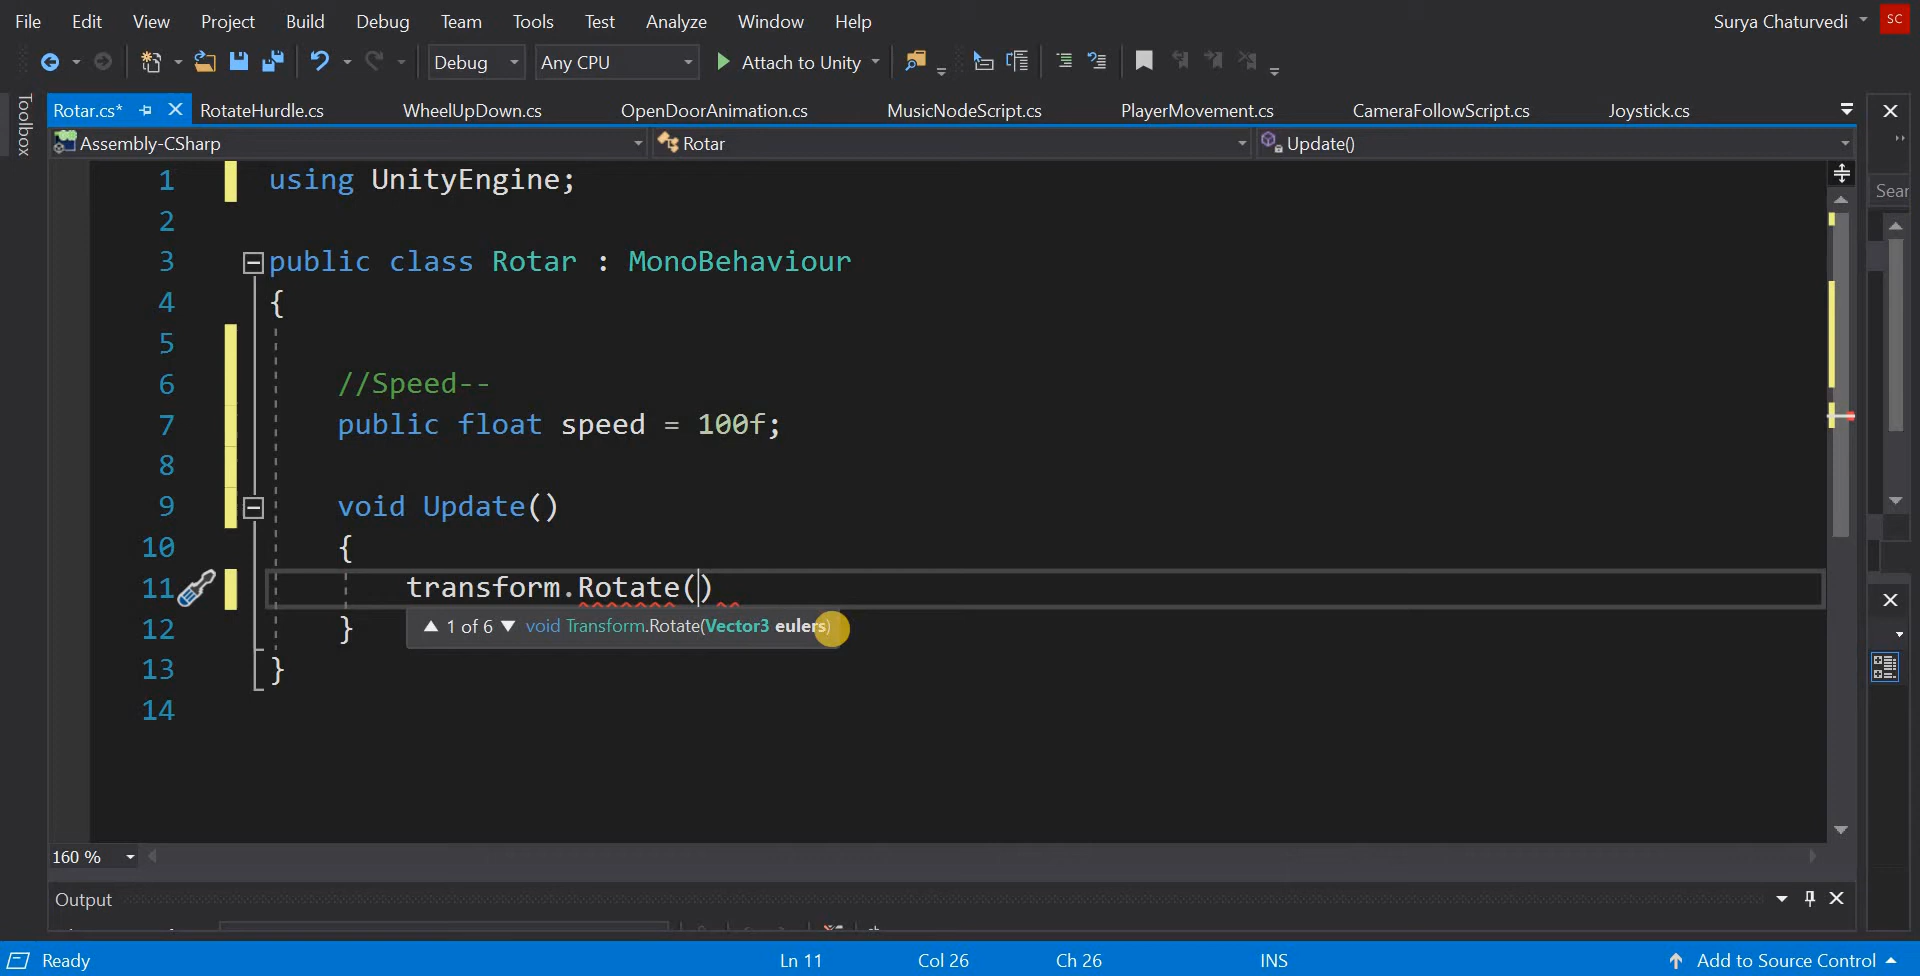 File Edit View Project Build Debug Team Tools Test Analyze Window Help Surya Chaturvedi SC
Debug Any CPU Attach to Unity
Toolbox
Rotar.cs* RotateHurdle.cs WheelUpDown.cs OpenDoorAnimation.cs MusicNodeScript.cs PlayerMovement.cs CameraFollowScript.cs Joystick.cs
Assembly-CSharp Rotar Update()
Sear
1 using UnityEngine;
2
3 public class Rotar : MonoBehaviour
4 {
5
6 //Speed--
7 public float speed = 100f;
8
9 void Update()
10 {
11 transform.Rotate()
1 of 6 void Transform.Rotate(Vector3 eulers)
12 }
13 }
14
160 %
Output
Ready Ln 11 Col 26 Ch 26 INS Add to Source Control